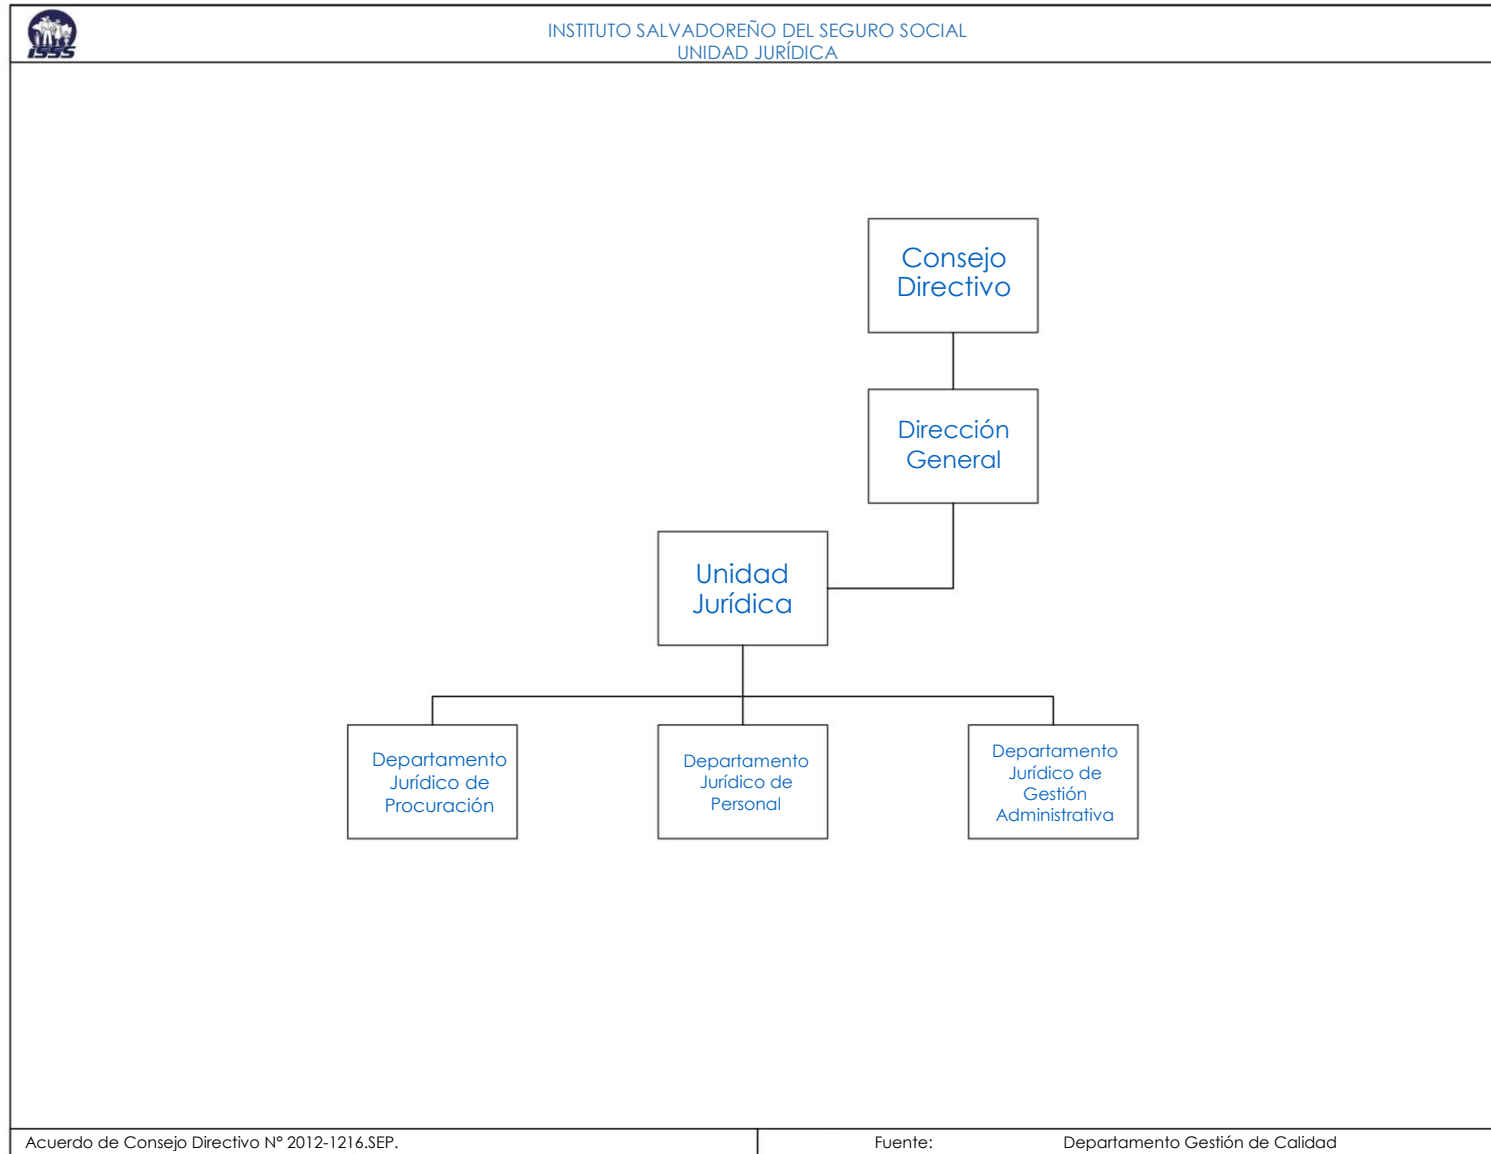 ISSS
INSTITUTO SALVADOREÑO DEL SEGURO SOCIAL
UNIDAD JURÍDICA
Consejo
Directivo
Dirección
General
Unidad
Jurídica
Departamento
Jurídico de
Procuración
Departamento
Jurídico de
Personal
Departamento
Jurídico de
Gestión
Administrativa
Acuerdo de Consejo Directivo N° 2012-1216.SEP.
Fuente: Departamento Gestión de Calidad